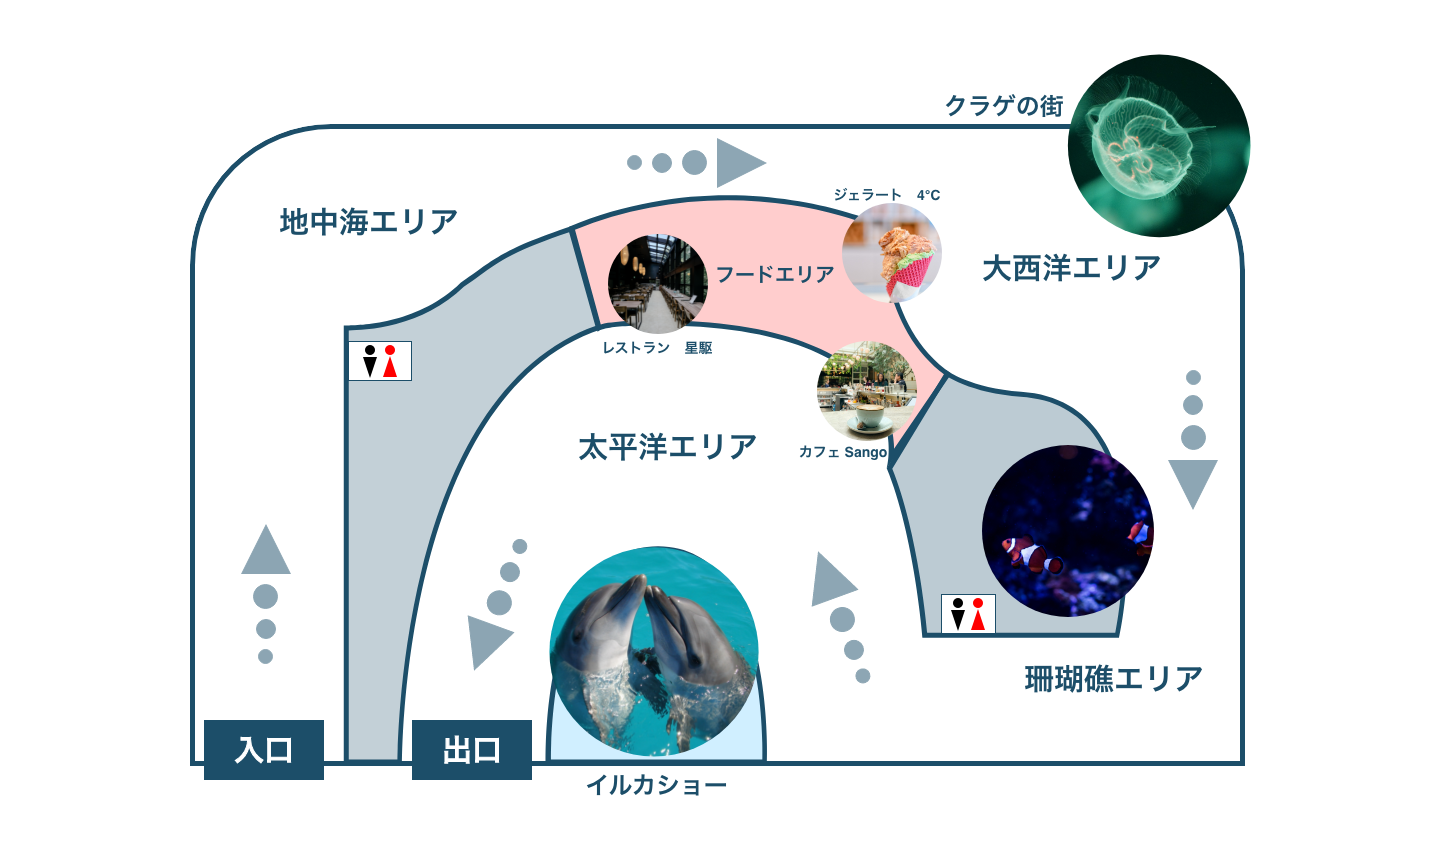 クラゲの街
ジェラート　4°C
地中海エリア
大西洋エリア
フードエリア
レストラン　星駆
太平洋エリア
カフェ Sango
珊瑚礁エリア
入口
出口
イルカショー